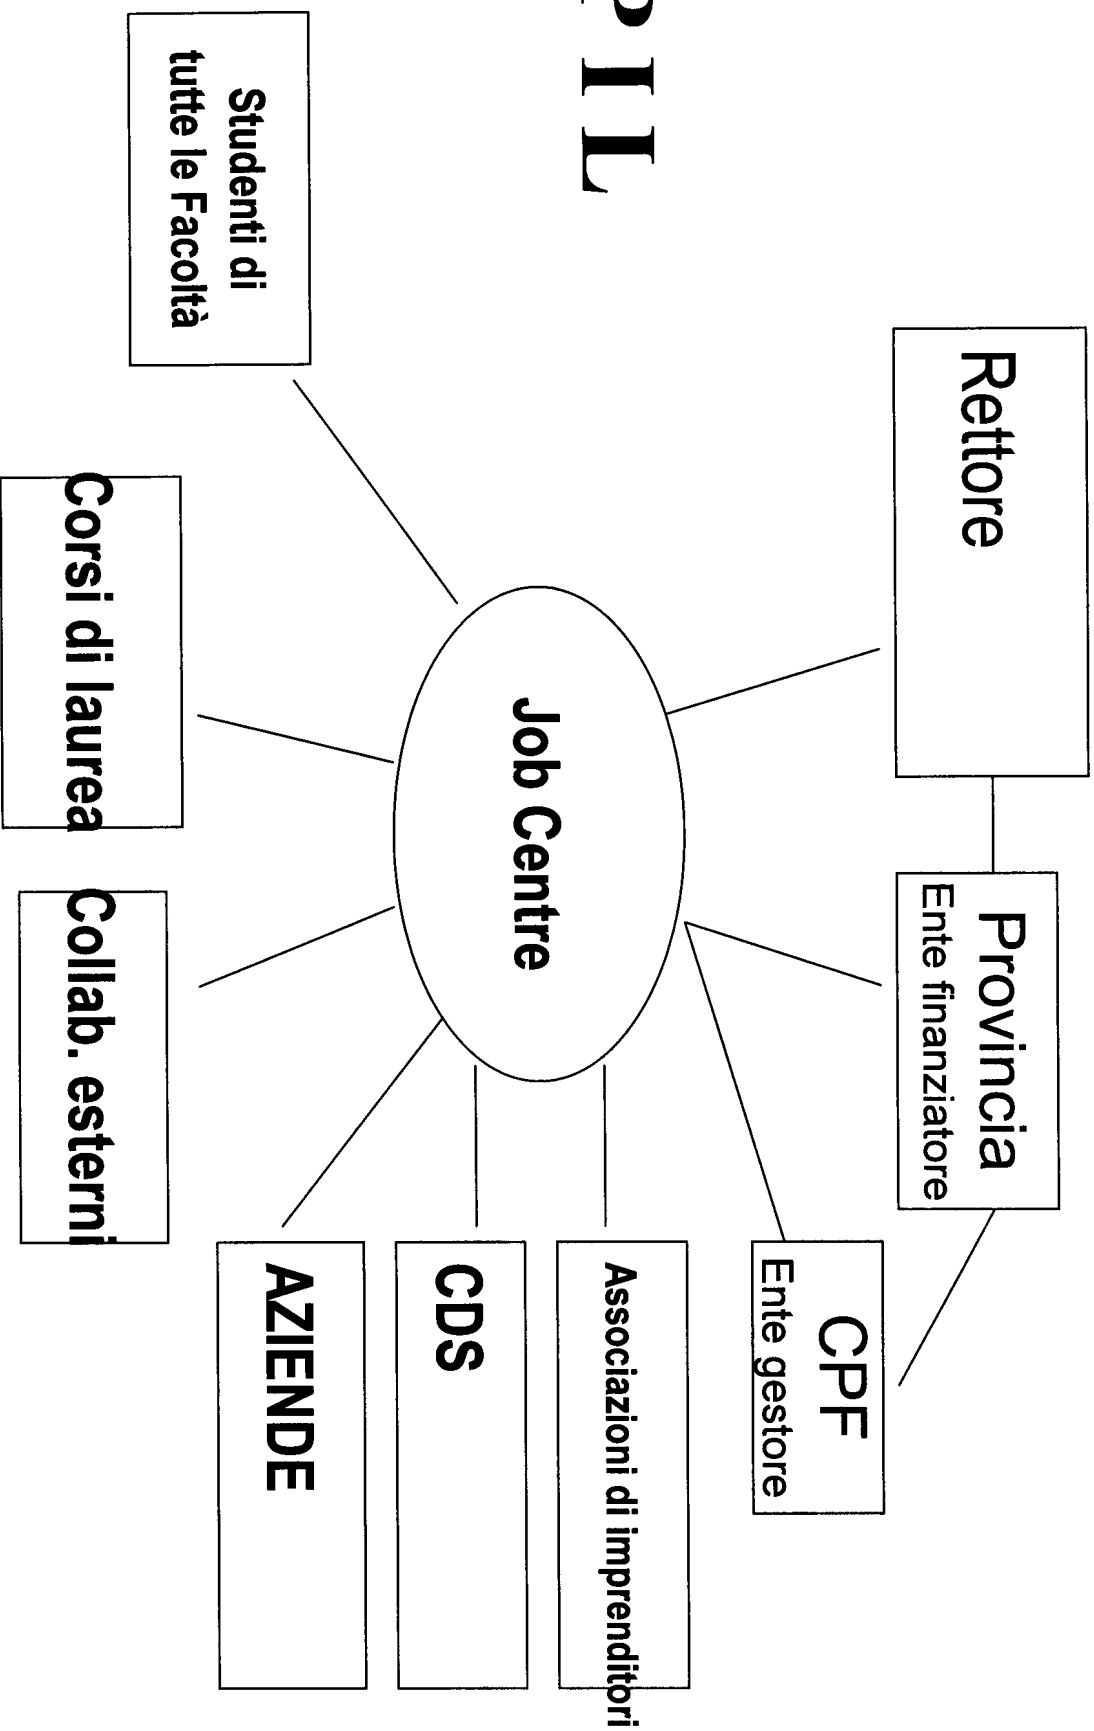 PIL
Rettore
Provincia
Ente finanziatore
CPF
Ente gestore
Job Centre
Associazioni di imprenditori
CDS
AZIENDE
Studenti di
tutte le Facoltà
Corsi di laurea
Collab. esterni